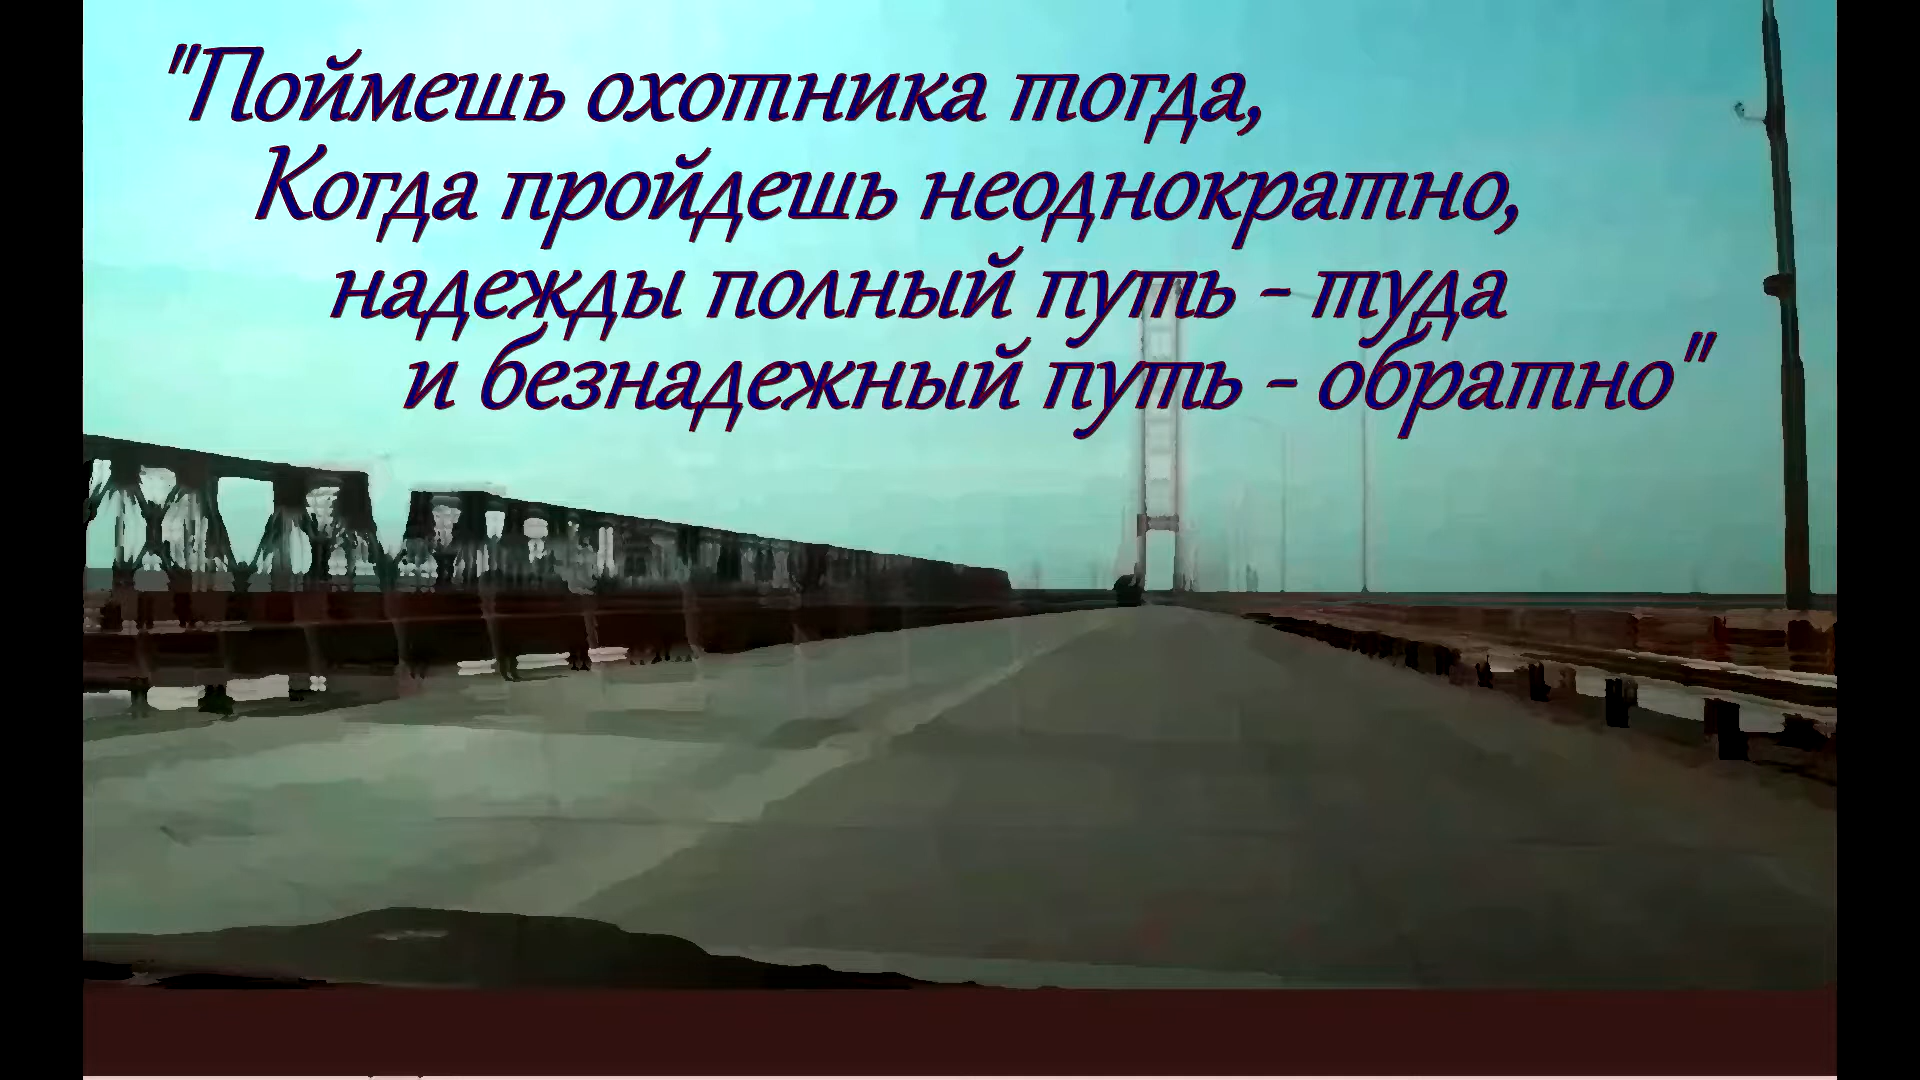 "Поймешь охотника тогда,
Когда пройдешь неоднократно,
надежды полный путь - туда
и безнадежный путь - обратно"